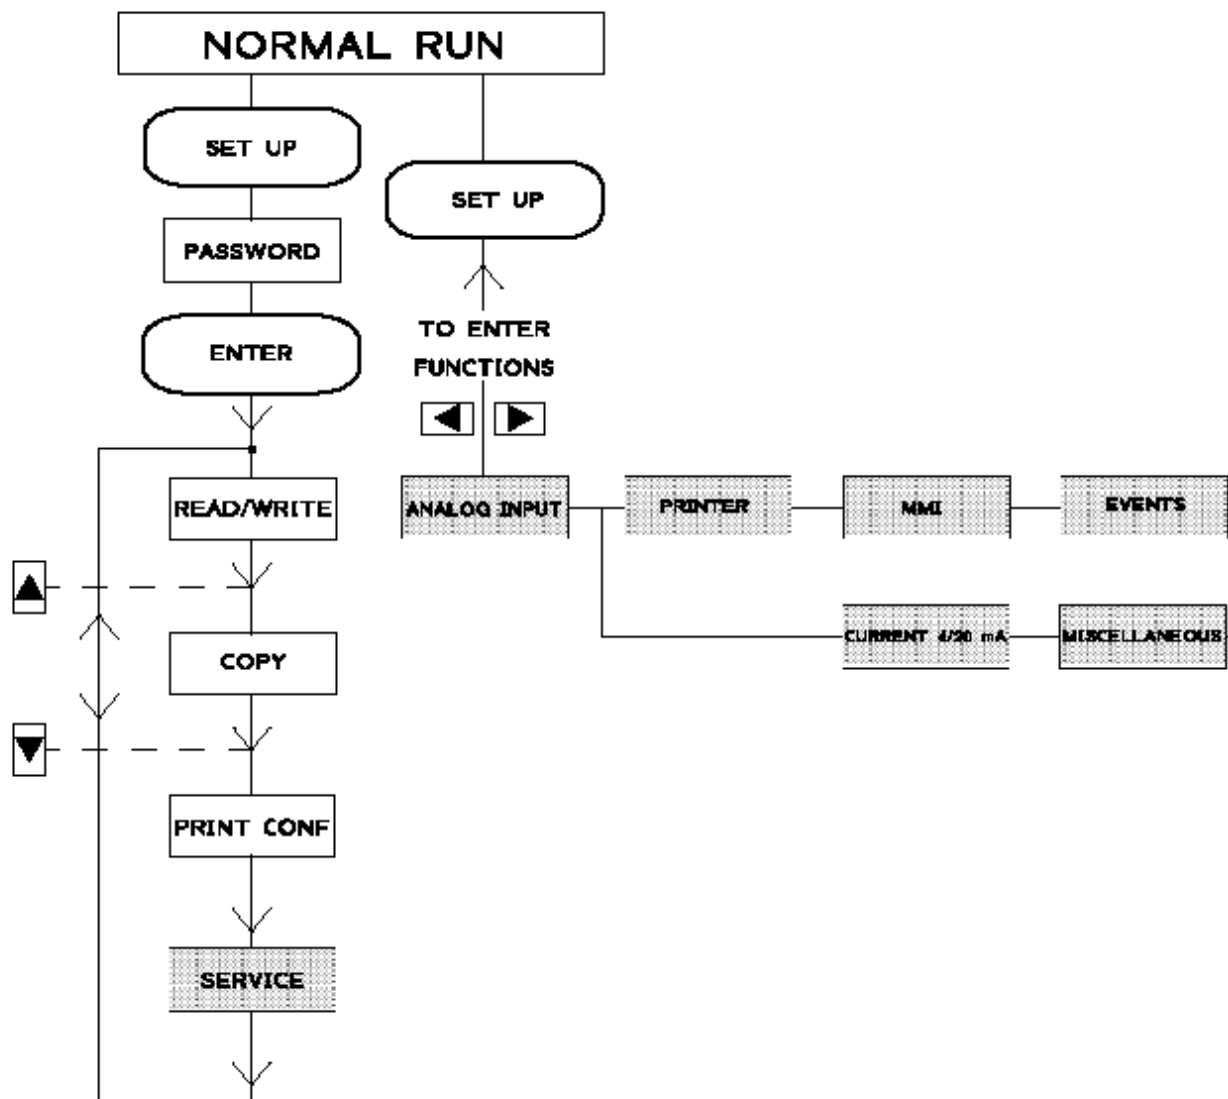 NORMAL RUN
SET UP
SET UP
PASSWORD
TO ENTER
FUNCTIONS
ENTER
READ/WRITE
ANALOG INPUT
PRINTER
MMI
EVENTS
COPY
CURRENT 4/20 mA
MISCELLANEOUS
PRINT CONF
SERVICE